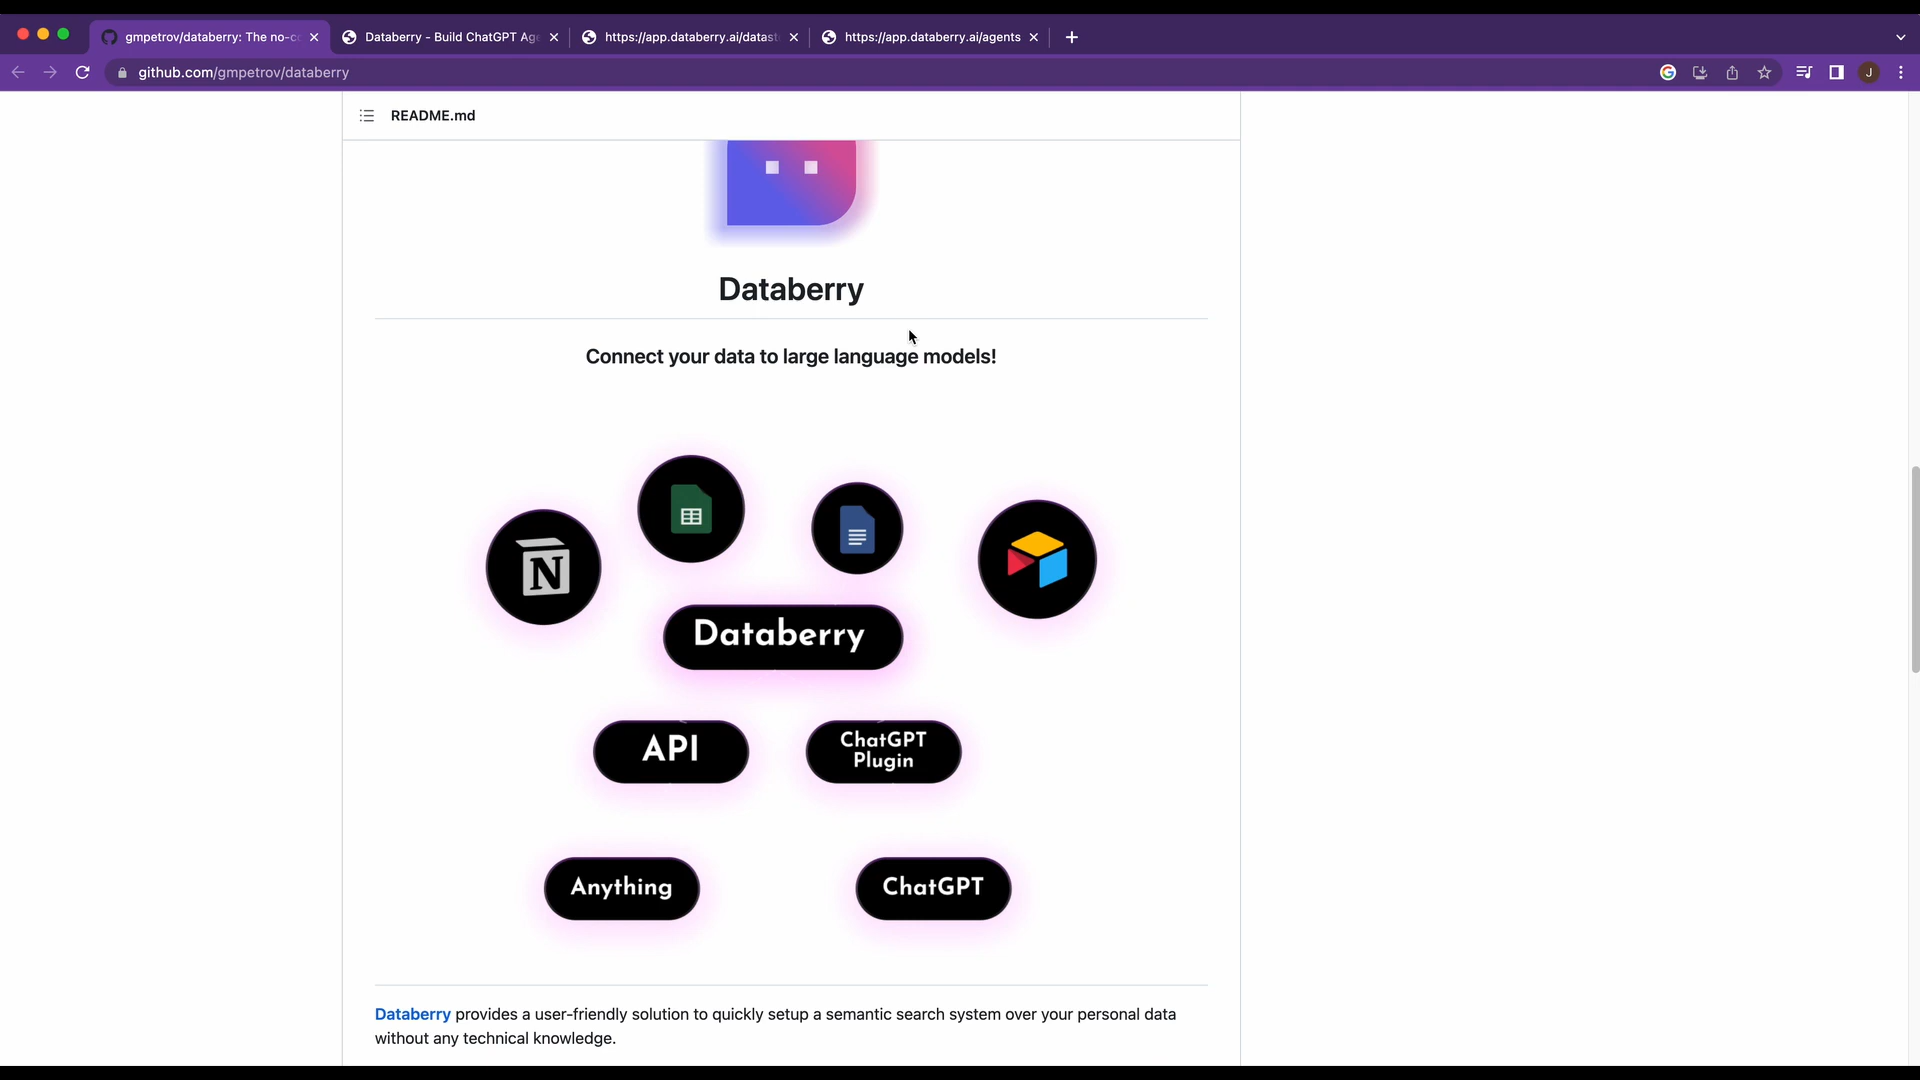 gmpetrov/databerry: The no-c
Databerry - Build ChatGPT Age
https://app.databerry.ai/datast
https://app.databerry.ai/agents
github.com/gmpetrov/databerry
J
README.md
Databerry
Connect your data to large language models!
N
Databerry
API
ChatGPT
Plugin
Anything
ChatGPT
Databerry provides a user-friendly solution to quickly setup a semantic search system over your personal data
without any technical knowledge.